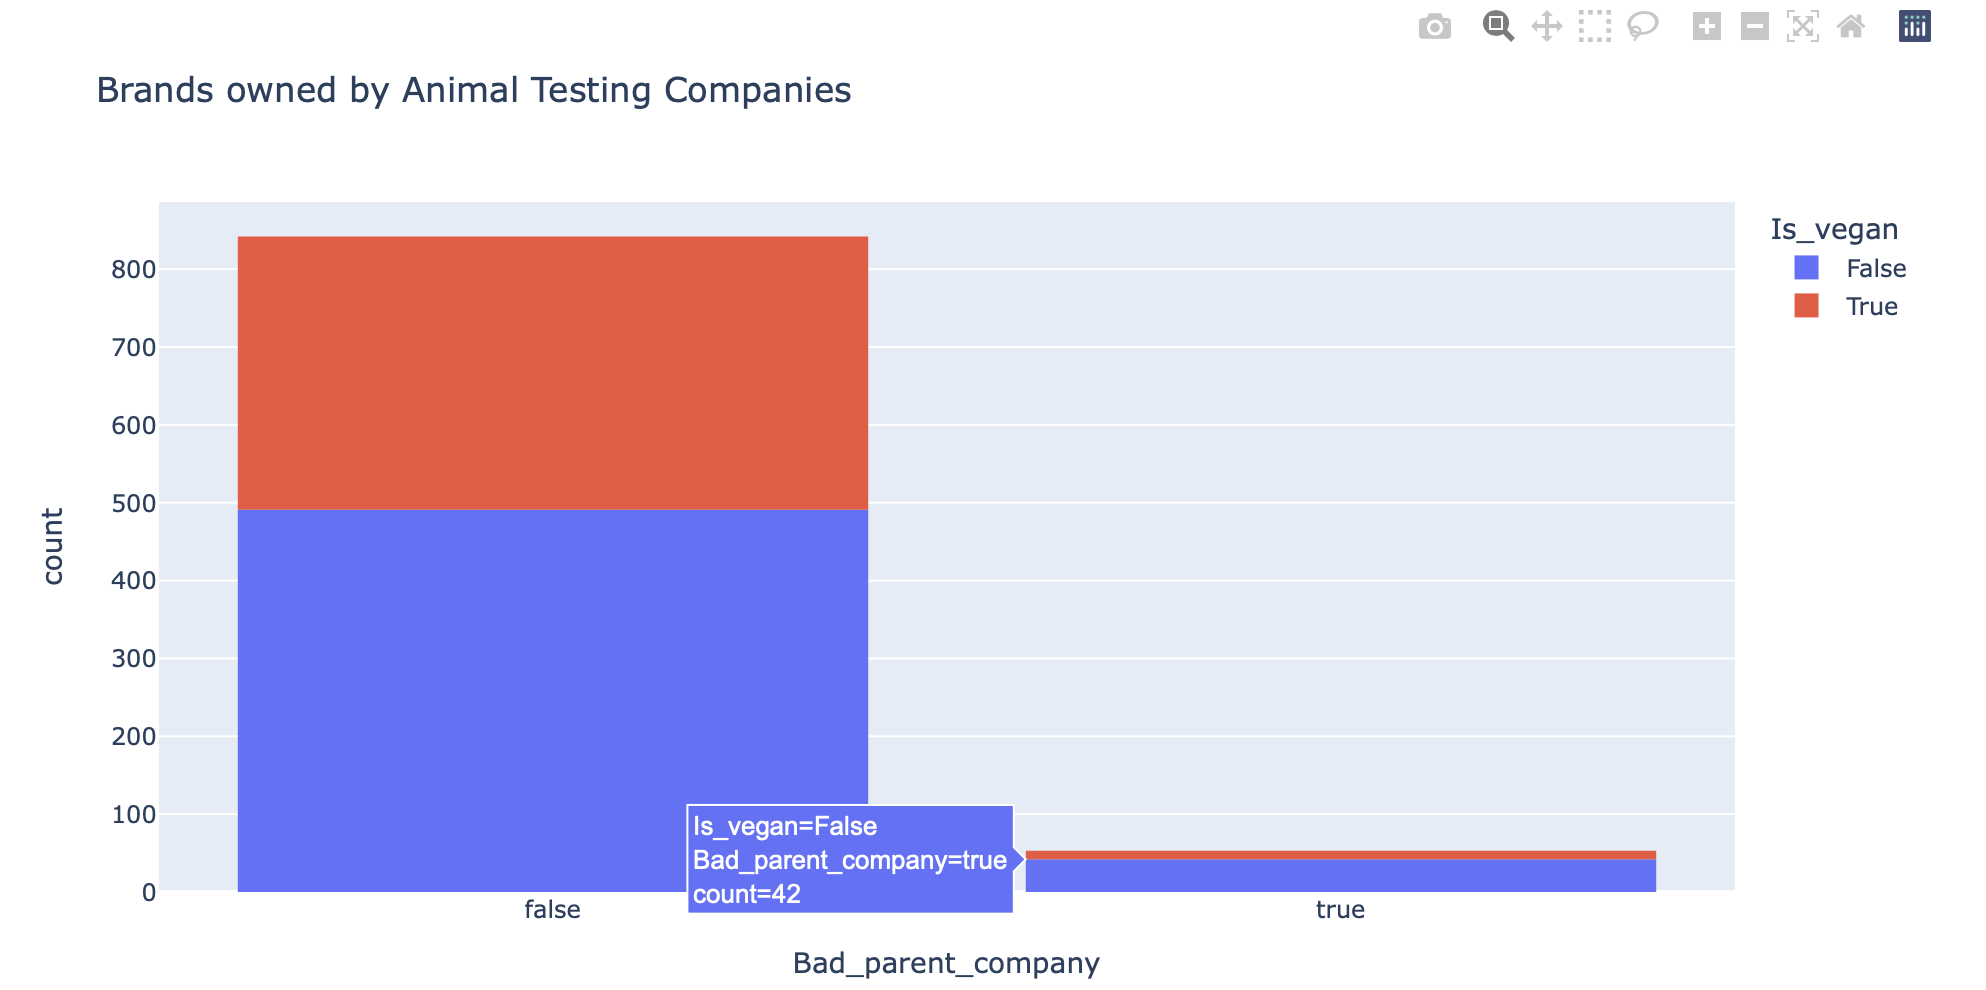 Brands owned by Animal Testing Companies
Is_vegan
False
True
800
700
600
500
400
300
200
100
0
count
Is_vegan=False
Bad_parent_company=true
count=42
false
true
Bad_parent_company